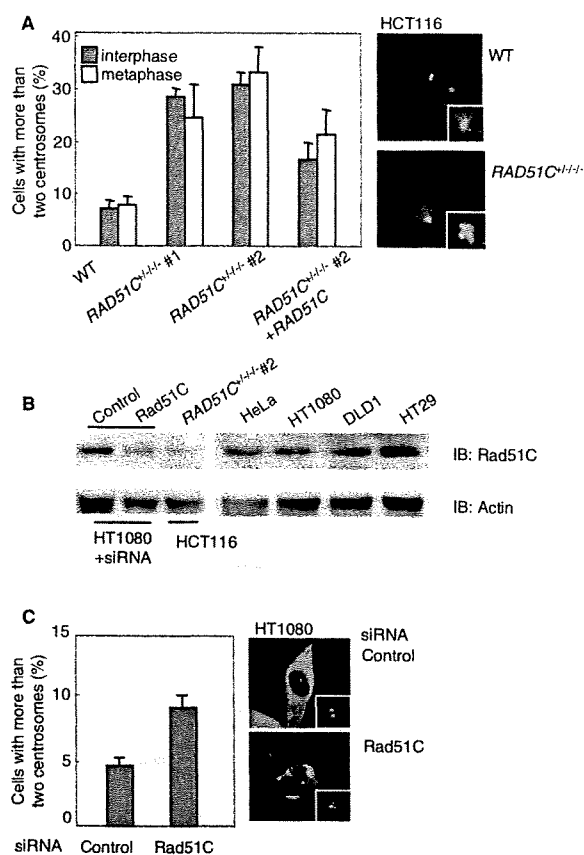 A
HCT116
Cells with more than
two centrosomes (%)
40
30
20
10
0
interphase
metaphase
WT
RAD51C+/-/-/- #1
RAD51C+/-/-/- #2
RAD51C+/-/-/- #2
+RAD51C
WT
RAD51C+/-/-/-
B
Control
Rad51C
RAD51C+/-/-/-#2
HeLa
HT1080
DLD1
HT29
IB: Rad51C
IB: Actin
HT1080
+siRNA
HCT116
C
Cells with more than
two centrosomes (%)
15
10
5
0
siRNA Control Rad51C
HT1080
siRNA
Control
Rad51C